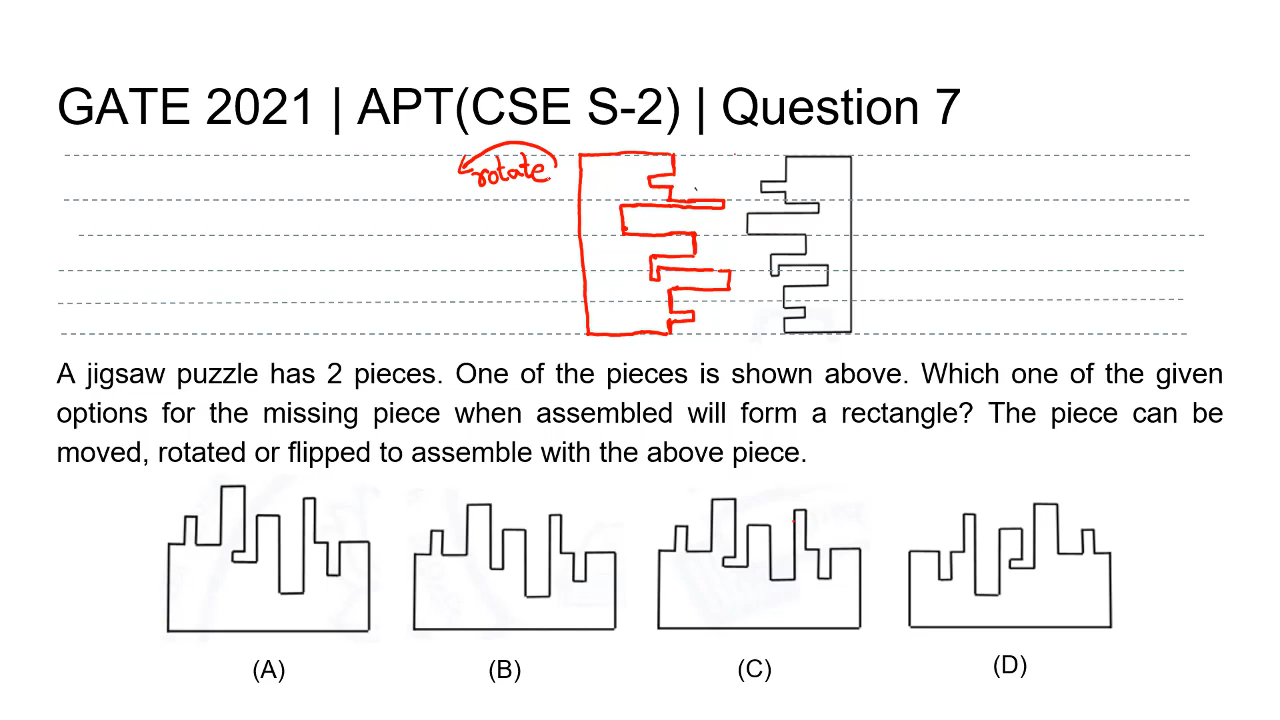 GATE 2021 | APT(CSE S-2) | Question 7
rotate
A jigsaw puzzle has 2 pieces. One of the pieces is shown above. Which one of the given
options for the missing piece when assembled will form a rectangle? The piece can be
moved, rotated or flipped to assemble with the above piece.
(A) (B) (C) (D)